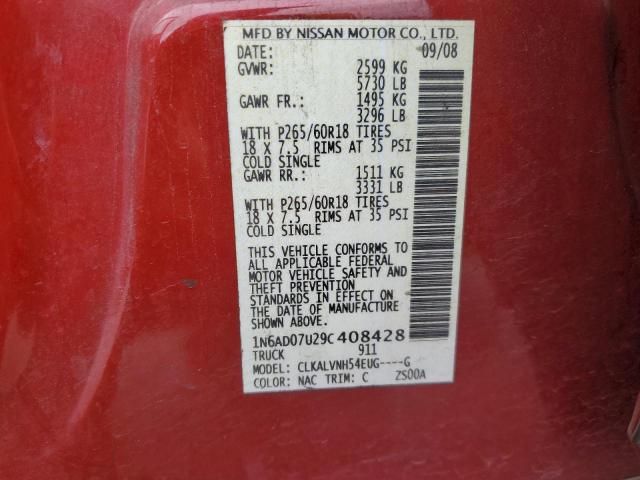 MFD BY NISSAN MOTOR CO., LTD.
DATE: 09/08
GVWR: 2599 KG
5730 LB
GAWR FR.: 1495 KG
3296 LB
WITH P265/60R18 TIRES
18 X 7.5 RIMS AT 35 PSI
COLD SINGLE
GAWR RR.: 1511 KG
3331 LB
WITH P265/60R18 TIRES
18 X 7.5 RIMS AT 35 PSI
COLD SINGLE
THIS VEHICLE CONFORMS TO
ALL APPLICABLE FEDERAL
MOTOR VEHICLE SAFETY AND
THEFT PREVENTION
STANDARDS IN EFFECT ON
THE DATE OF MANUFACTURE
SHOWN ABOVE.
1N6AD07U29C408428
TRUCK 911
MODEL: CLKALVNH54EUG----G
COLOR: NAC TRIM: C ZS00A